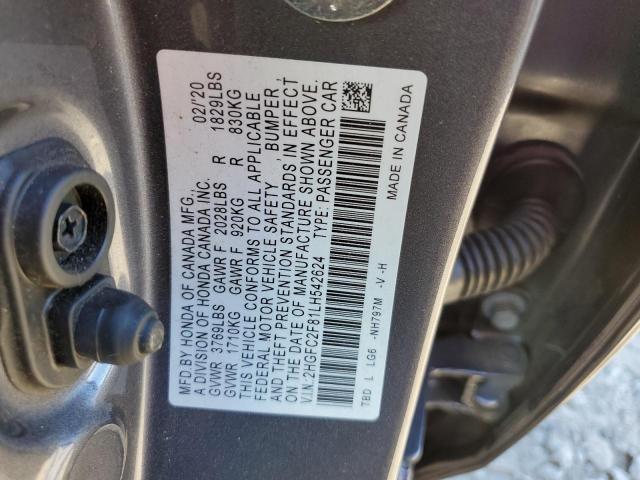 MFD.BY HONDA OF CANADA MFG., 02/'20
A DIVISION OF HONDA CANADA INC.
GVWR 3769LBS GAWR F 2028LBS R 1829LBS
GVWR 1710KG GAWR F 920KG R 830KG
THIS VEHICLE CONFORMS TO ALL APPLICABLE
FEDERAL MOTOR VEHICLE SAFETY , BUMPER ,
AND THEFT PREVENTION STANDARDS IN EFFECT
ON THE DATE OF MANUFACTURE SHOWN ABOVE.
V.I.N.:2HGFC2F81LH542624 TYPE: PASSENGER CAR
TBD L LG6 -NH797M -V -H
MADE IN CANADA